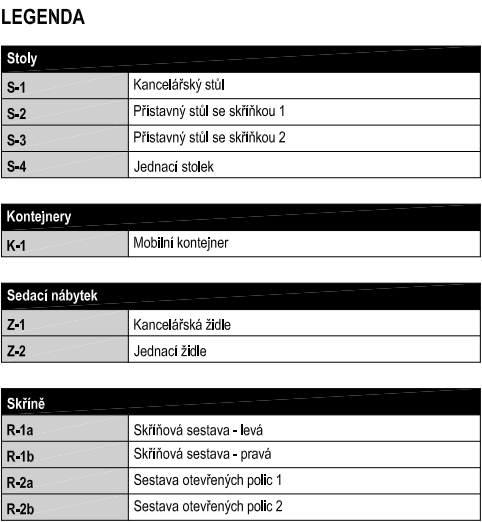 LEGENDA
Stoly
S-1 Kancelářský stůl
S-2 Přístavný stůl se skříňkou 1
S-3 Přístavný stůl se skříňkou 2
S-4 Jednací stolek
Kontejnery
K-1 Mobilní kontejner
Sedací nábytek
Z-1 Kancelářská židle
Z-2 Jednací židle
Skříně
R-1a Skříňová sestava - levá
R-1b Skříňová sestava - pravá
R-2a Sestava otevřených polic 1
R-2b Sestava otevřených polic 2